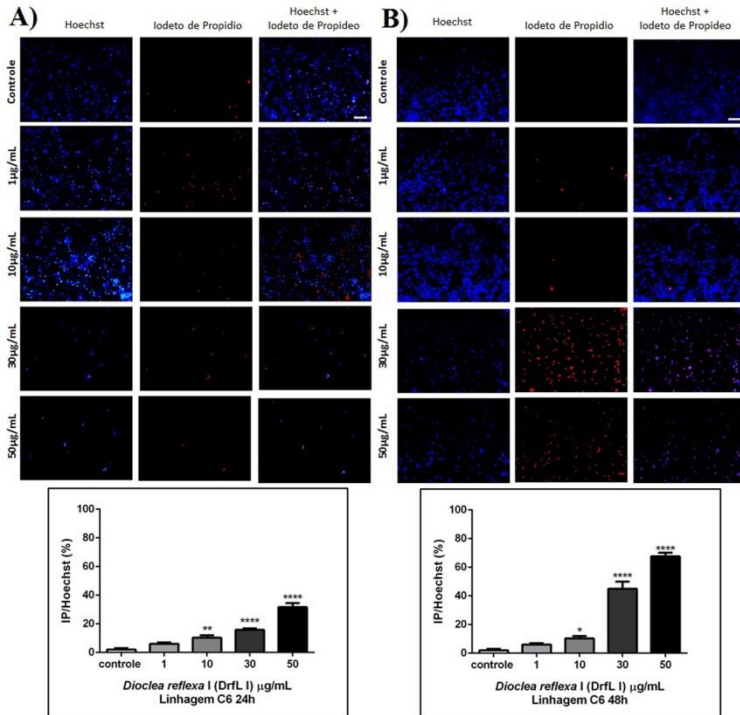 A)
Hoechst
Iodeto de Propidio
Hoechst +
Iodeto de Propideo
Controle
1µg/mL
10µg/mL
30µg/mL
50µg/mL
IP/Hoechst (%)
100
80
60
40
20
0
**
****
****
controle 1 10 30 50
Dioclea reflexa I (DrfL I) µg/mL
Linhagem C6 24h
B)
Hoechst
Iodeto de Propidio
Hoechst +
Iodeto de Propideo
Controle
1µg/mL
10µg/mL
30µg/mL
50µg/mL
IP/Hoechst (%)
100
80
60
40
20
0
*
****
****
controle 1 10 30 50
Dioclea reflexa I (DrfL I) µg/mL
Linhagem C6 48h